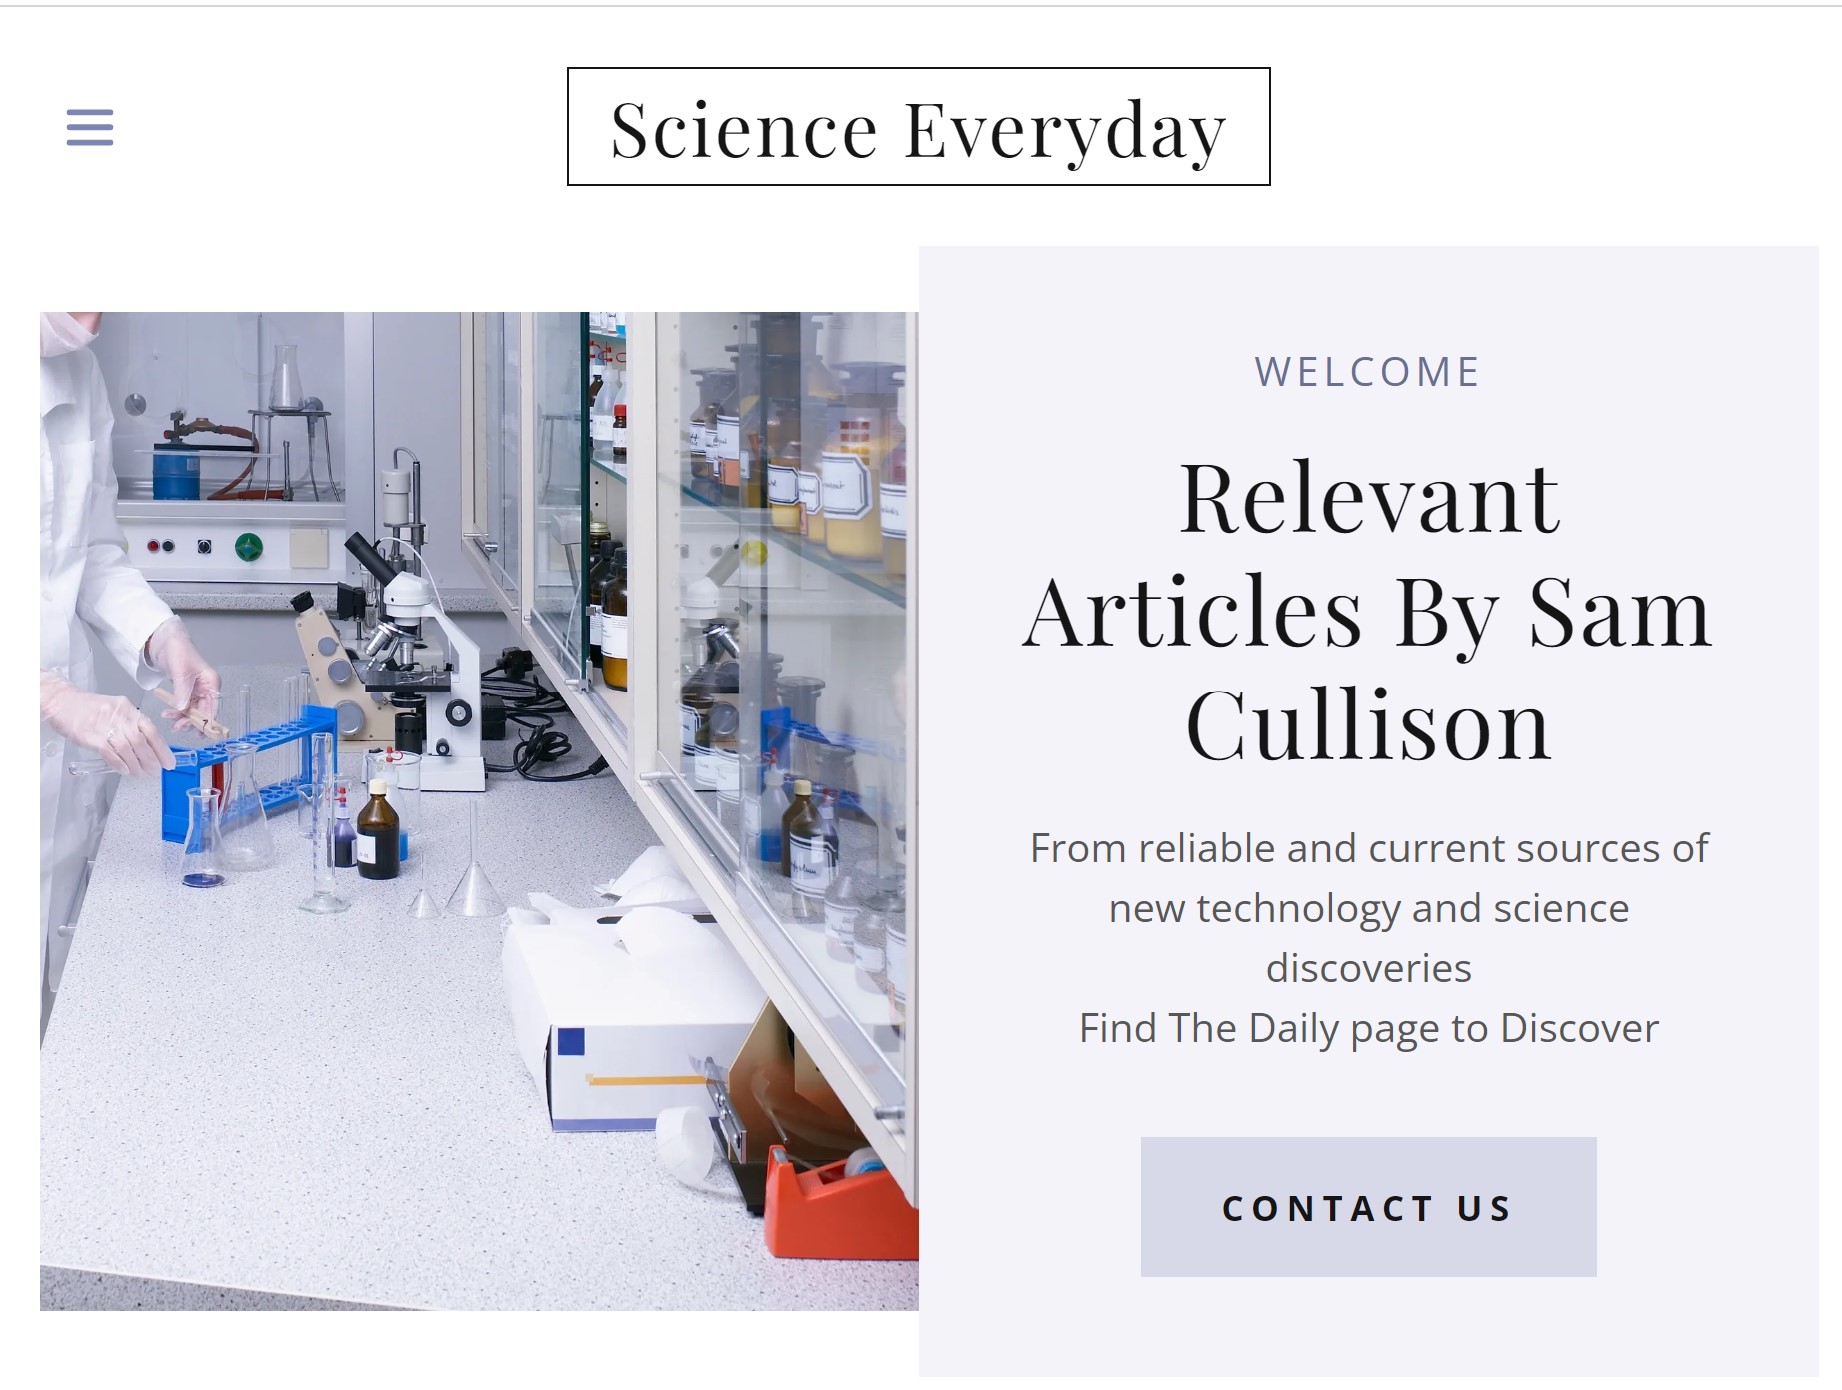 Science Everyday
WELCOME
Relevant
Articles By Sam
Cullison
From reliable and current sources of
new technology and science
discoveries
Find The Daily page to Discover
CONTACT US